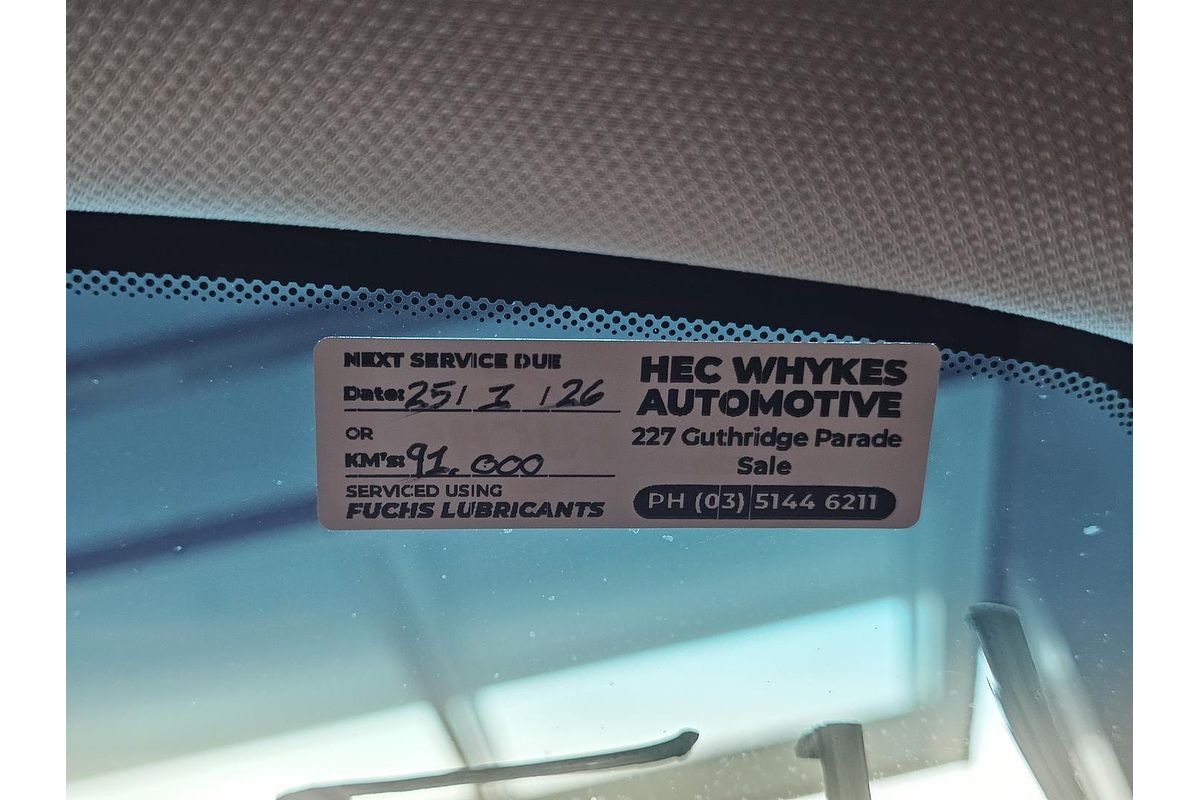 NEXT SERVICE DUE
Date: 25/ 1 /26
OR
KM's: 91.000
SERVICED USING
FUCHS LUBRICANTS
HEC WHYKES
AUTOMOTIVE
227 Guthridge Parade
Sale
PH (03) 5144 6211